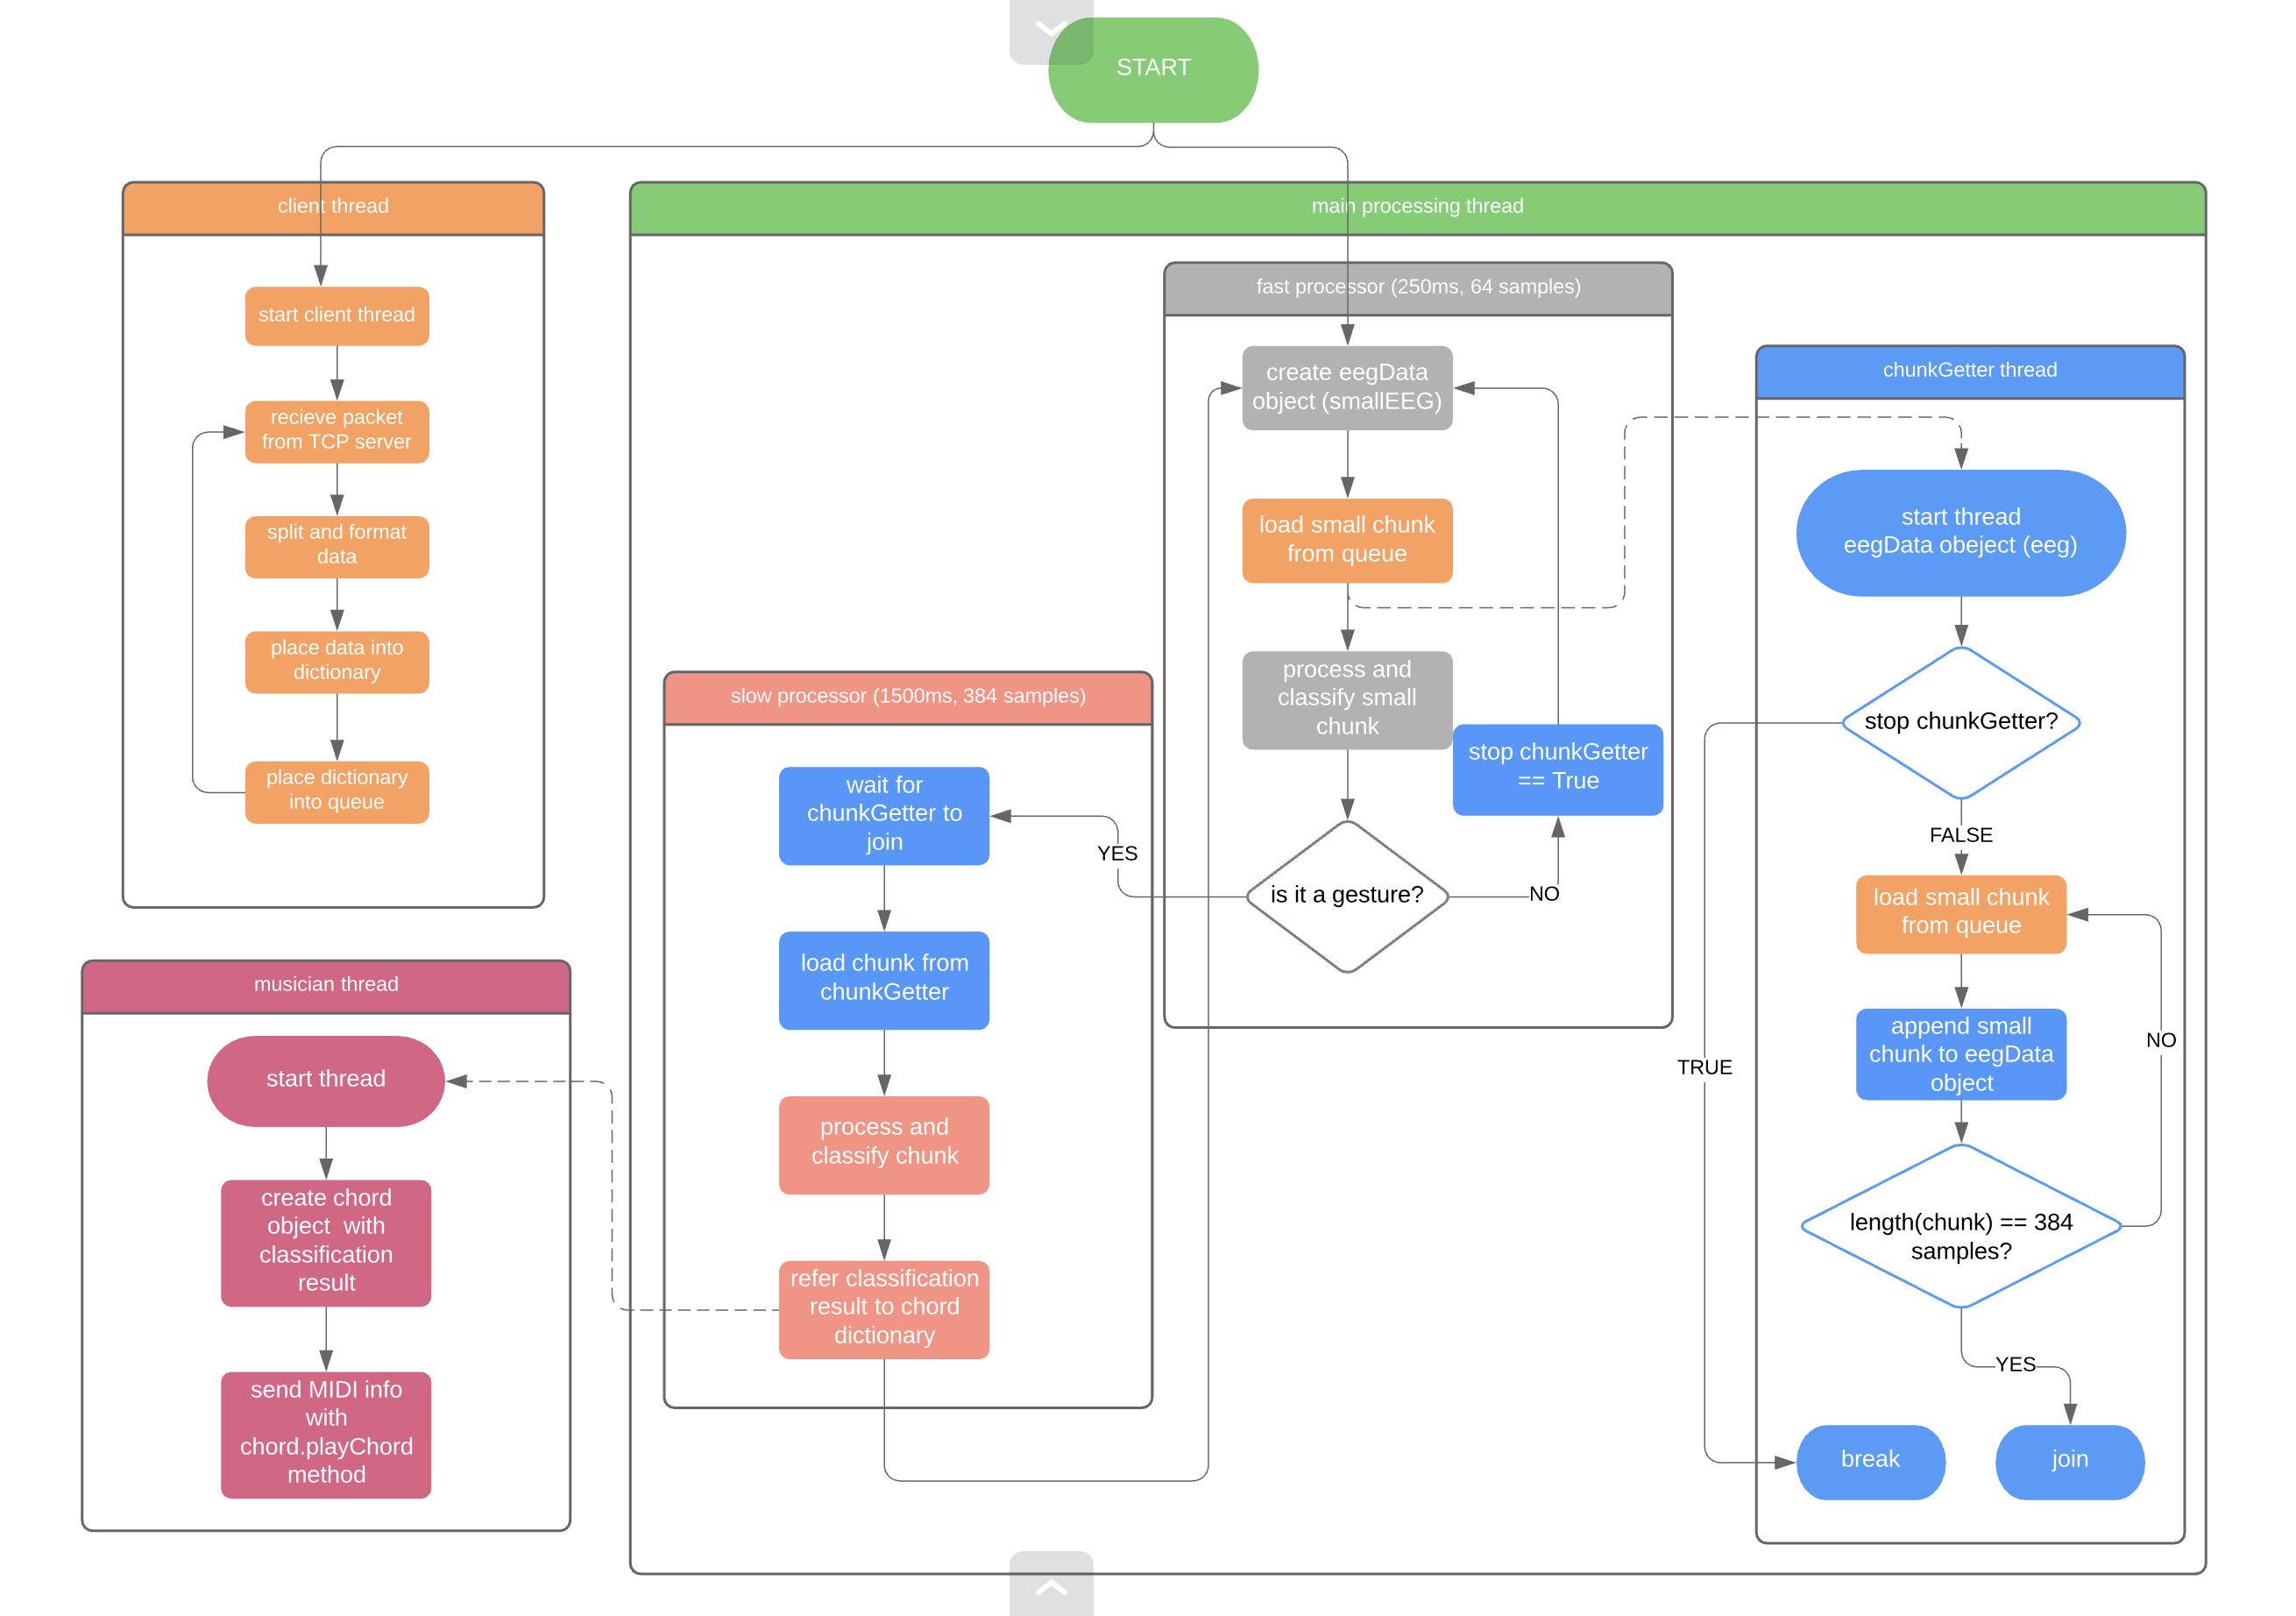 START
client thread
start client thread
recieve packet
from TCP server
split and format
data
place data into
dictionary
place dictionary
into queue
musician thread
start thread
create chord
object  with
classification
result
send MIDI info
with
chord.playChord
method
main processing thread
slow processor (1500ms, 384 samples)
wait for
chunkGetter to
join
load chunk from
chunkGetter
process and
classify chunk
refer classification
result to chord
dictionary
YES
fast processor (250ms, 64 samples)
create eegData
object (smallEEG)
load small chunk
from queue
process and
classify small
chunk
stop chunkGetter
== True
is it a gesture?
NO
chunkGetter thread
start thread
eegData obeject (eeg)
stop chunkGetter?
FALSE
load small chunk
from queue
append small
chunk to eegData
object
NO
TRUE
length(chunk) == 384
samples?
YES
break
join